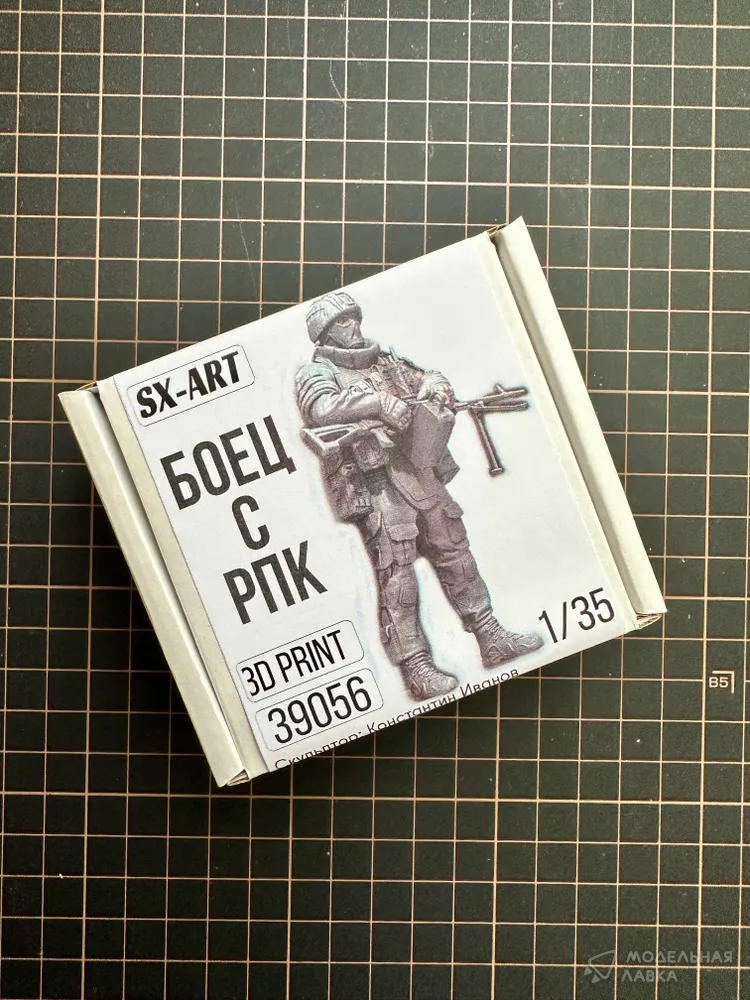 SX-ART
БОЕЦ
С
РПК
3D PRINT
39056
1/35
Скульптор: Константин Иванов
B5
МОДЕЛЬНАЯ
ЛАВКА